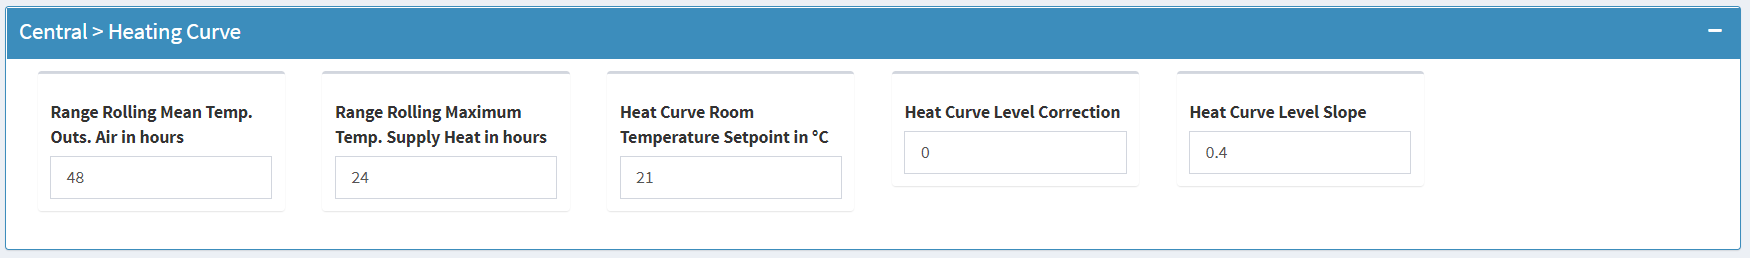 Central > Heating Curve
Range Rolling Mean Temp.
Outs. Air in hours
48
Range Rolling Maximum
Temp. Supply Heat in hours
24
Heat Curve Room
Temperature Setpoint in °C
21
Heat Curve Level Correction
0
Heat Curve Level Slope
0.4